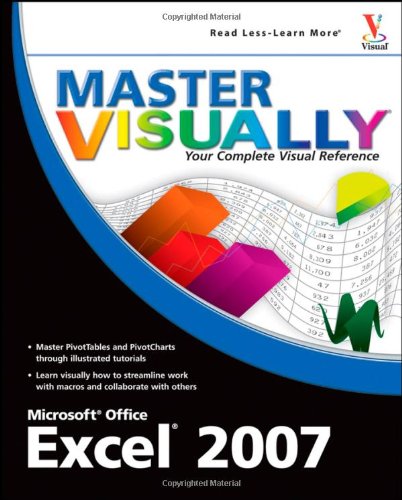 Copyrighted Material
Read Less-Learn More®
Visual®
MASTER
VISUALLY®
Your Complete Visual Reference
• Master PivotTables and PivotCharts
through illustrated tutorials
• Learn visually how to streamline work
with macros and collaborate with others
Microsoft® Office
Excel® 2007
Copyrighted Material